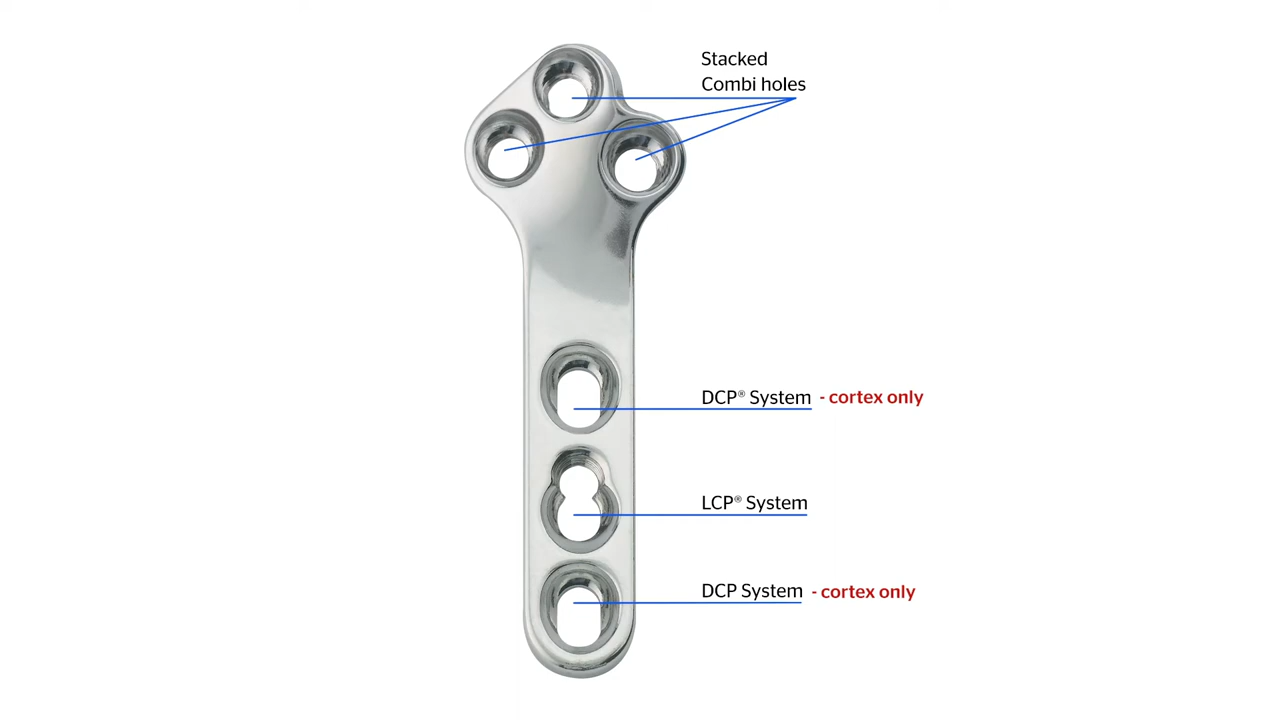 Stacked
Combi holes
DCP® System - cortex only
LCP® System
DCP System - cortex only